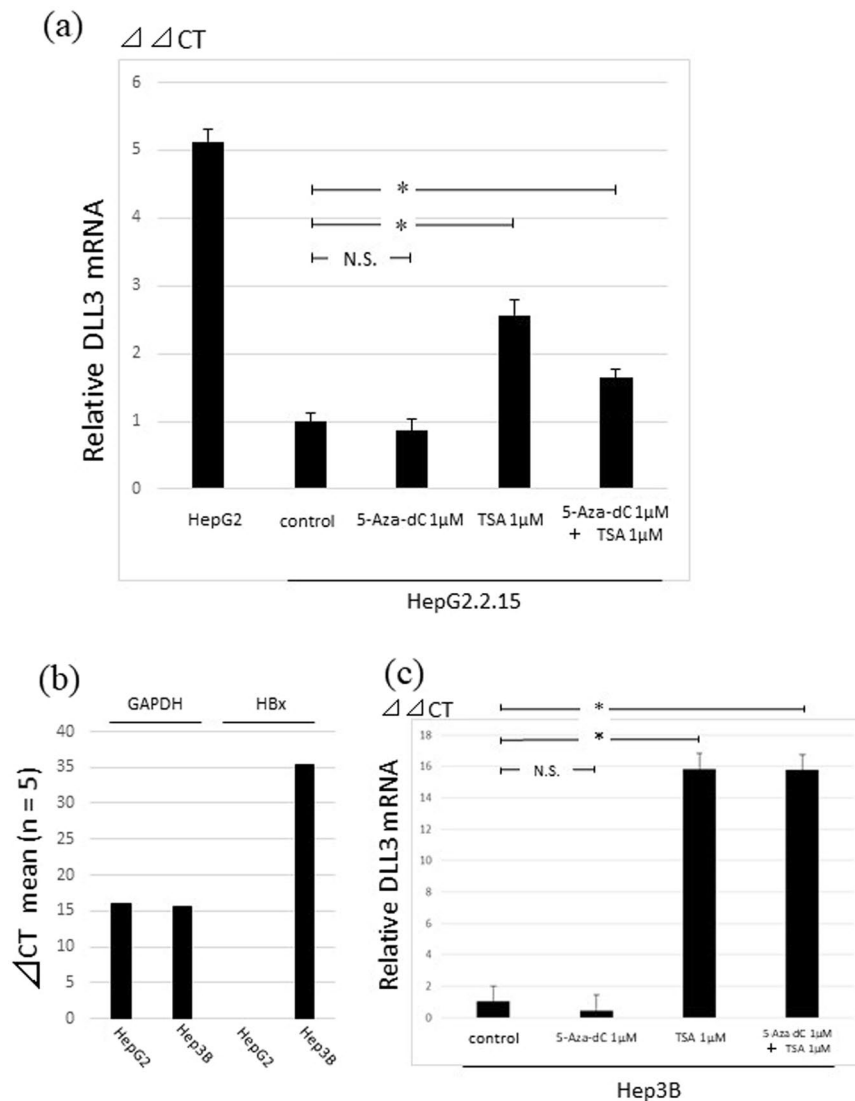 (a)
⊿ ⊿CT
Relative DLL3 mRNA
6
5
4
3
2
1
0
*
*
N.S.
HepG2
control
5-Aza-dC 1μM
TSA 1μM
5-Aza-dC 1μM
+ TSA 1μM
HepG2.2.15
(b)
GAPDH
HBx
⊿CT mean (n = 5)
40
35
30
25
20
15
10
5
0
HepG2
Hep3B
HepG2
Hep3B
(c)
⊿ ⊿CT
Relative DLL3 mRNA
18
16
14
12
10
8
6
4
2
0
*
*
N.S.
control
5-Aza-dC 1μM
TSA 1μM
5-Aza-dC 1μM
+ TSA 1μM
Hep3B